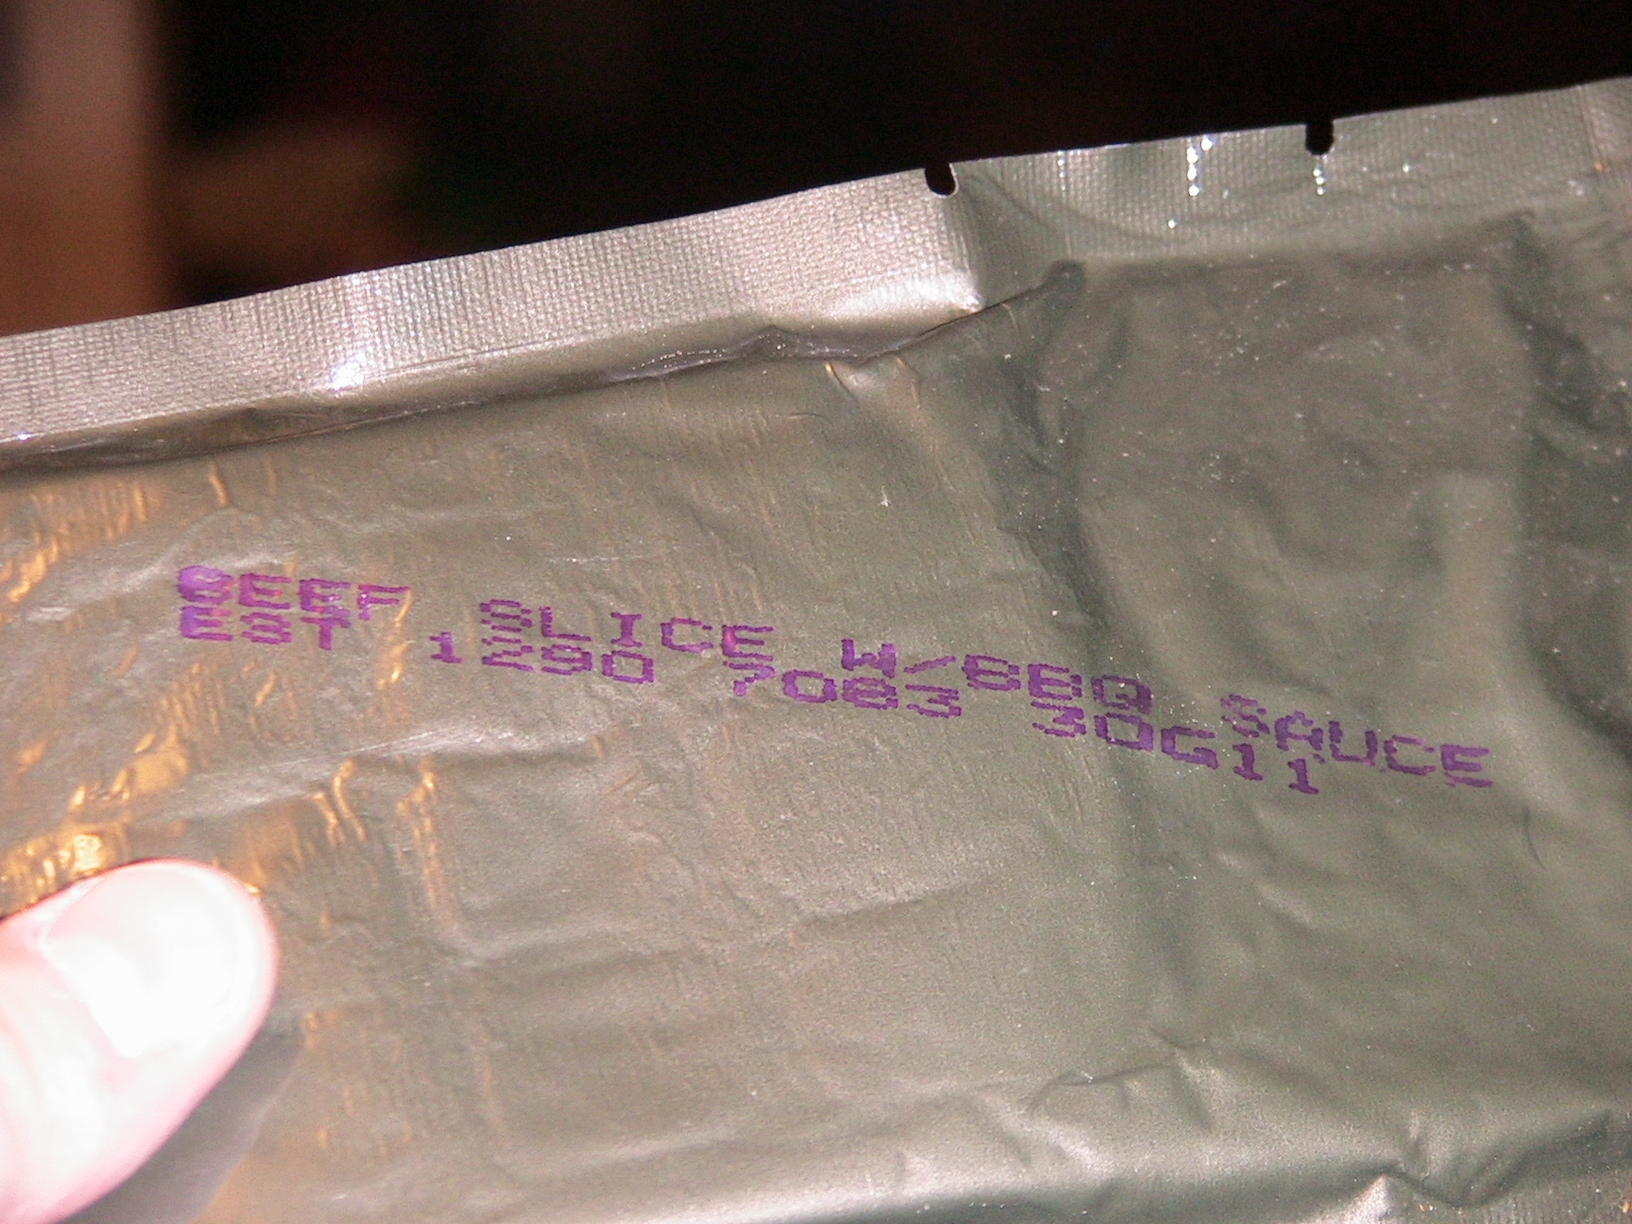 BEEF SLICE W/BBQ SAUCE
EST 1290 7083 30G11